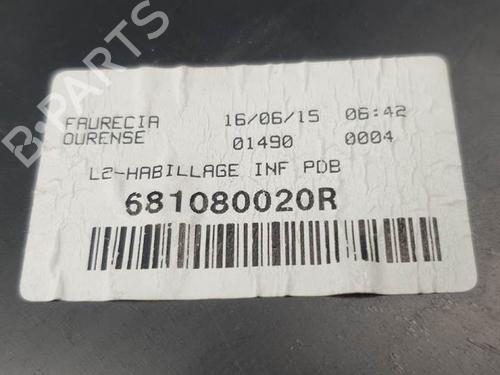 FAURECIA 16/06/15 06:42
OURENSE 01490 0004
L2-HABILLAGE INF PDB
681080020R
B-PARTS